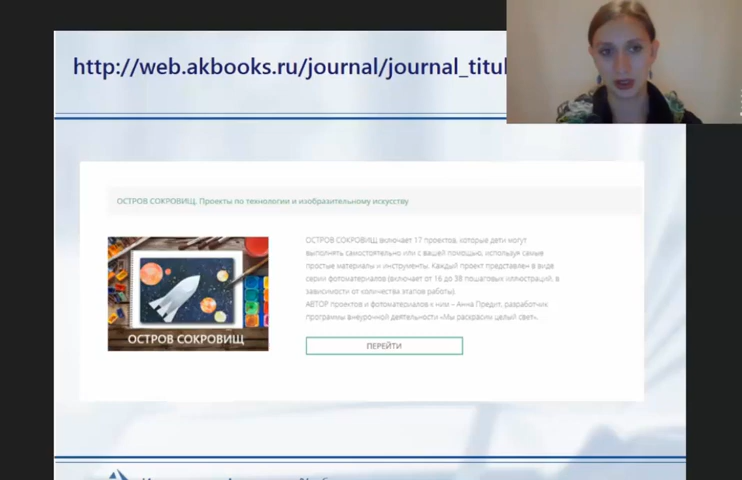 http://web.akbooks.ru/journal/journal_titul
ОСТРОВ СОКРОВИЩ. Проекты по технологии и изобразительному искусству
ОСТРОВ СОКРОВИЩ включает 17 проектов, которые дети могут
выполнять самостоятельно или с вашей помощью, используя самые
простые материалы и инструменты. Каждый проект представлен в виде
серии фотоматериалов (включает от 16 до 38 пошаговых иллюстраций, в
зависимости от количества этапов работы).
АВТОР проектов и фотоматериалов к ним – Анна Предит, разработчик
программы внеурочной деятельности «Мы раскрасим целый свет».
ОСТРОВ СОКРОВИЩ
ПЕРЕЙТИ